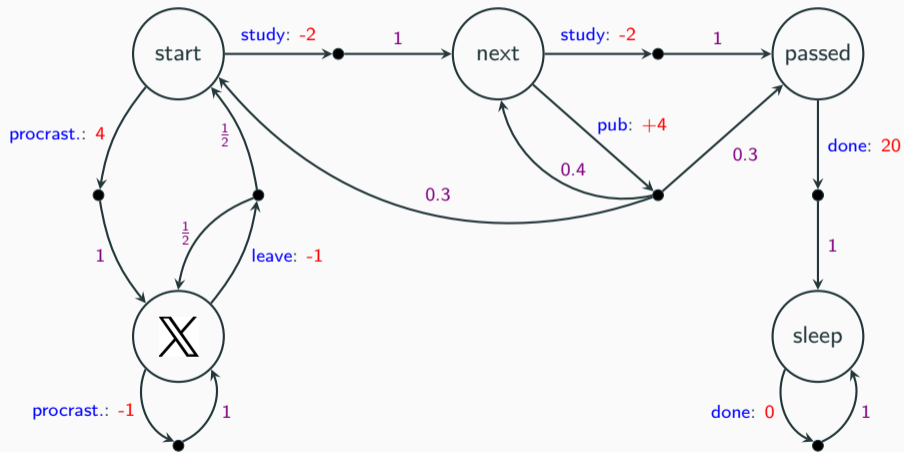 study: -2
1
study: -2
1
start
next
passed
procrast.: 4
1/2
pub: +4
0.4
0.3
done: 20
0.3
1/2
1
leave: -1
1
𝕏
sleep
procrast.: -1
1
done: 0
1